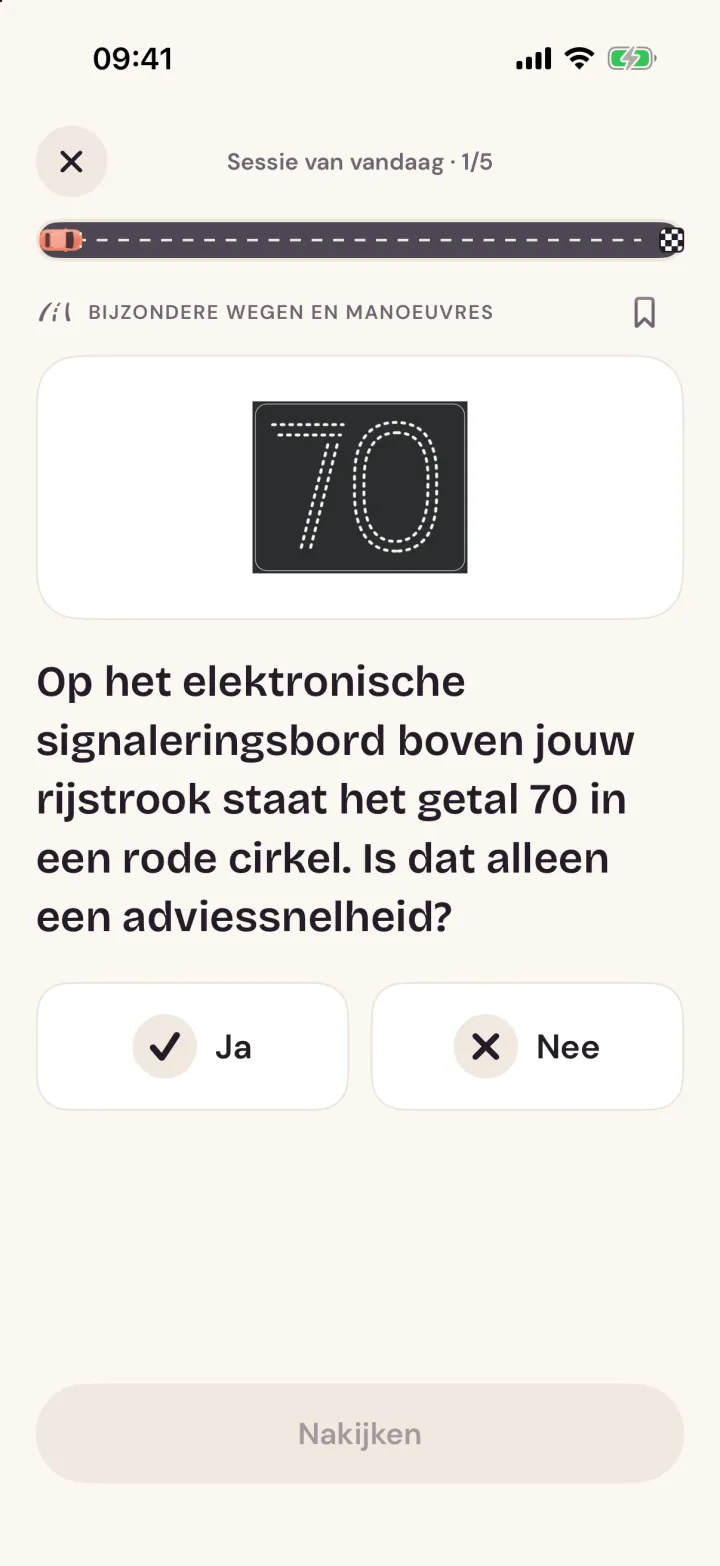 09:41
Sessie van vandaag · 1/5
BIJZONDERE WEGEN EN MANOEUVRES
70
Op het elektronische
signaleringsbord boven jouw
rijstrook staat het getal 70 in
een rode cirkel. Is dat alleen
een adviessnelheid?
Ja
Nee
Nakijken